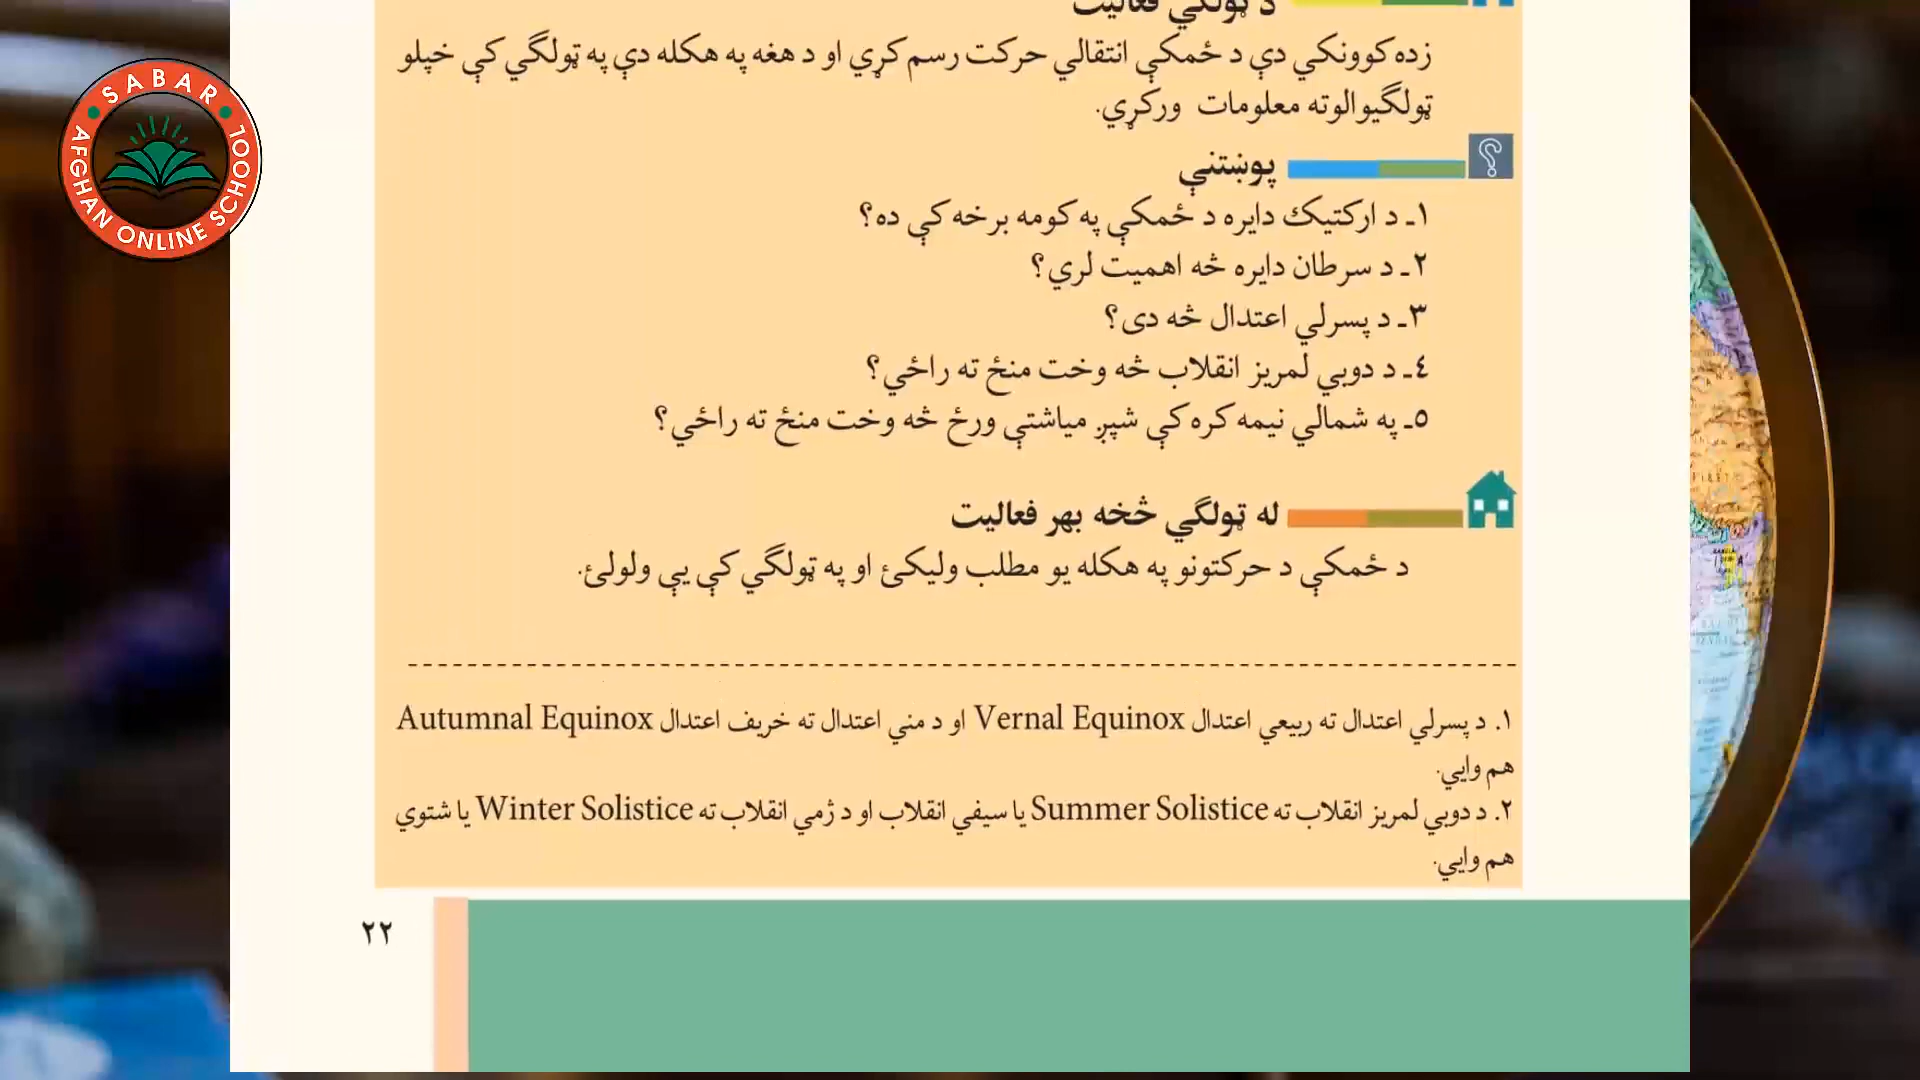 SABAR
AFGHAN ONLINE SCHOOL
د ټولګي فعالیت
زده کوونکي دې د ځمکې انتقالي حرکت رسم کړي او د هغه په هکله دې په ټولګي کې خپلو
ټولګیوالوته معلومات ورکړي.
پوښتنې
۱ـ د ارکتیک دایره د ځمکې په کومه برخه کې ده؟
۲ـ د سرطان دایره څه اهمیت لري؟
۳ـ د پسرلي اعتدال څه دی؟
٤ـ د دوبي لمریز انقلاب څه وخت منځ ته راځي؟
٥ـ په شمالي نیمه کره کې شپږ میاشتې ورځ څه وخت منځ ته راځي؟
له ټولګي څخه بهر فعالیت
د ځمکې د حرکتونو په هکله یو مطلب ولیکئ او په ټولګي کې یې ولولئ.
۱. د پسرلي اعتدال ته ربیعي اعتدال Vernal Equinox او د مني اعتدال ته خریف اعتدال Autumnal Equinox
هم وایي.
۲. د دوبي لمریز انقلاب ته Summer Solistice یا سیفي انقلاب او د ژمي انقلاب ته Winter Solistice یا شتوي
هم وایي.
۲۲